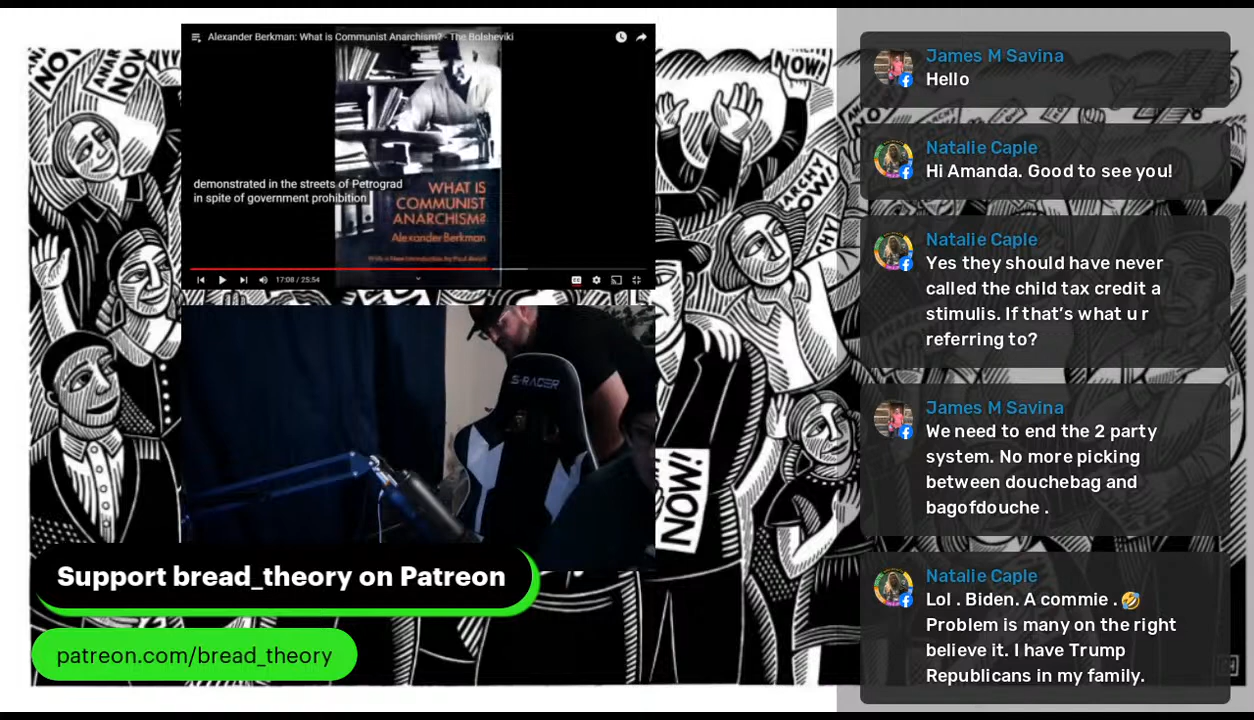 Alexander Berkman: What is Communist Anarchism? - The Bolsheviki
demonstrated in the streets of Petrograd
in spite of government prohibition
WHAT IS
COMMUNIST
ANARCHISM?
Alexander Berkman
17:08 / 25:54
S-RACER
NOW!
NOW!
Support bread_theory on Patreon
patreon.com/bread_theory
James M Savina
Hello
Natalie Caple
Hi Amanda. Good to see you!
Natalie Caple
Yes they should have never
called the child tax credit a
stimulis. If that's what u r
referring to?
James M Savina
We need to end the 2 party
system. No more picking
between douchebag and
bagofdouche .
Natalie Caple
Lol . Biden. A commie . 🤣
Problem is many on the right
believe it. I have Trump
Republicans in my family.